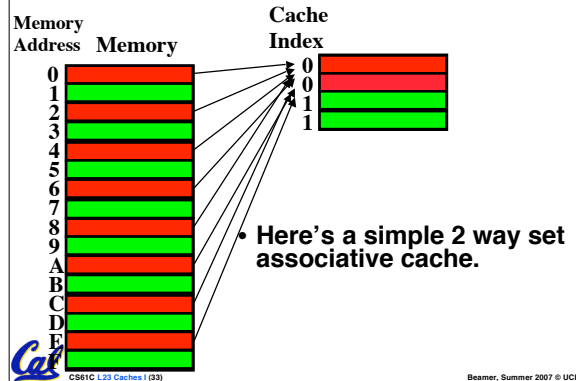 Memory
Address Memory
Cache
Index
0
1
2
3
4
5
6
7
8
9
A
B
C
D
E
F
0
0
1
1
• Here's a simple 2 way set
associative cache.
Cal
CS61C L23 Caches I (33)
Beamer, Summer 2007 © UCB